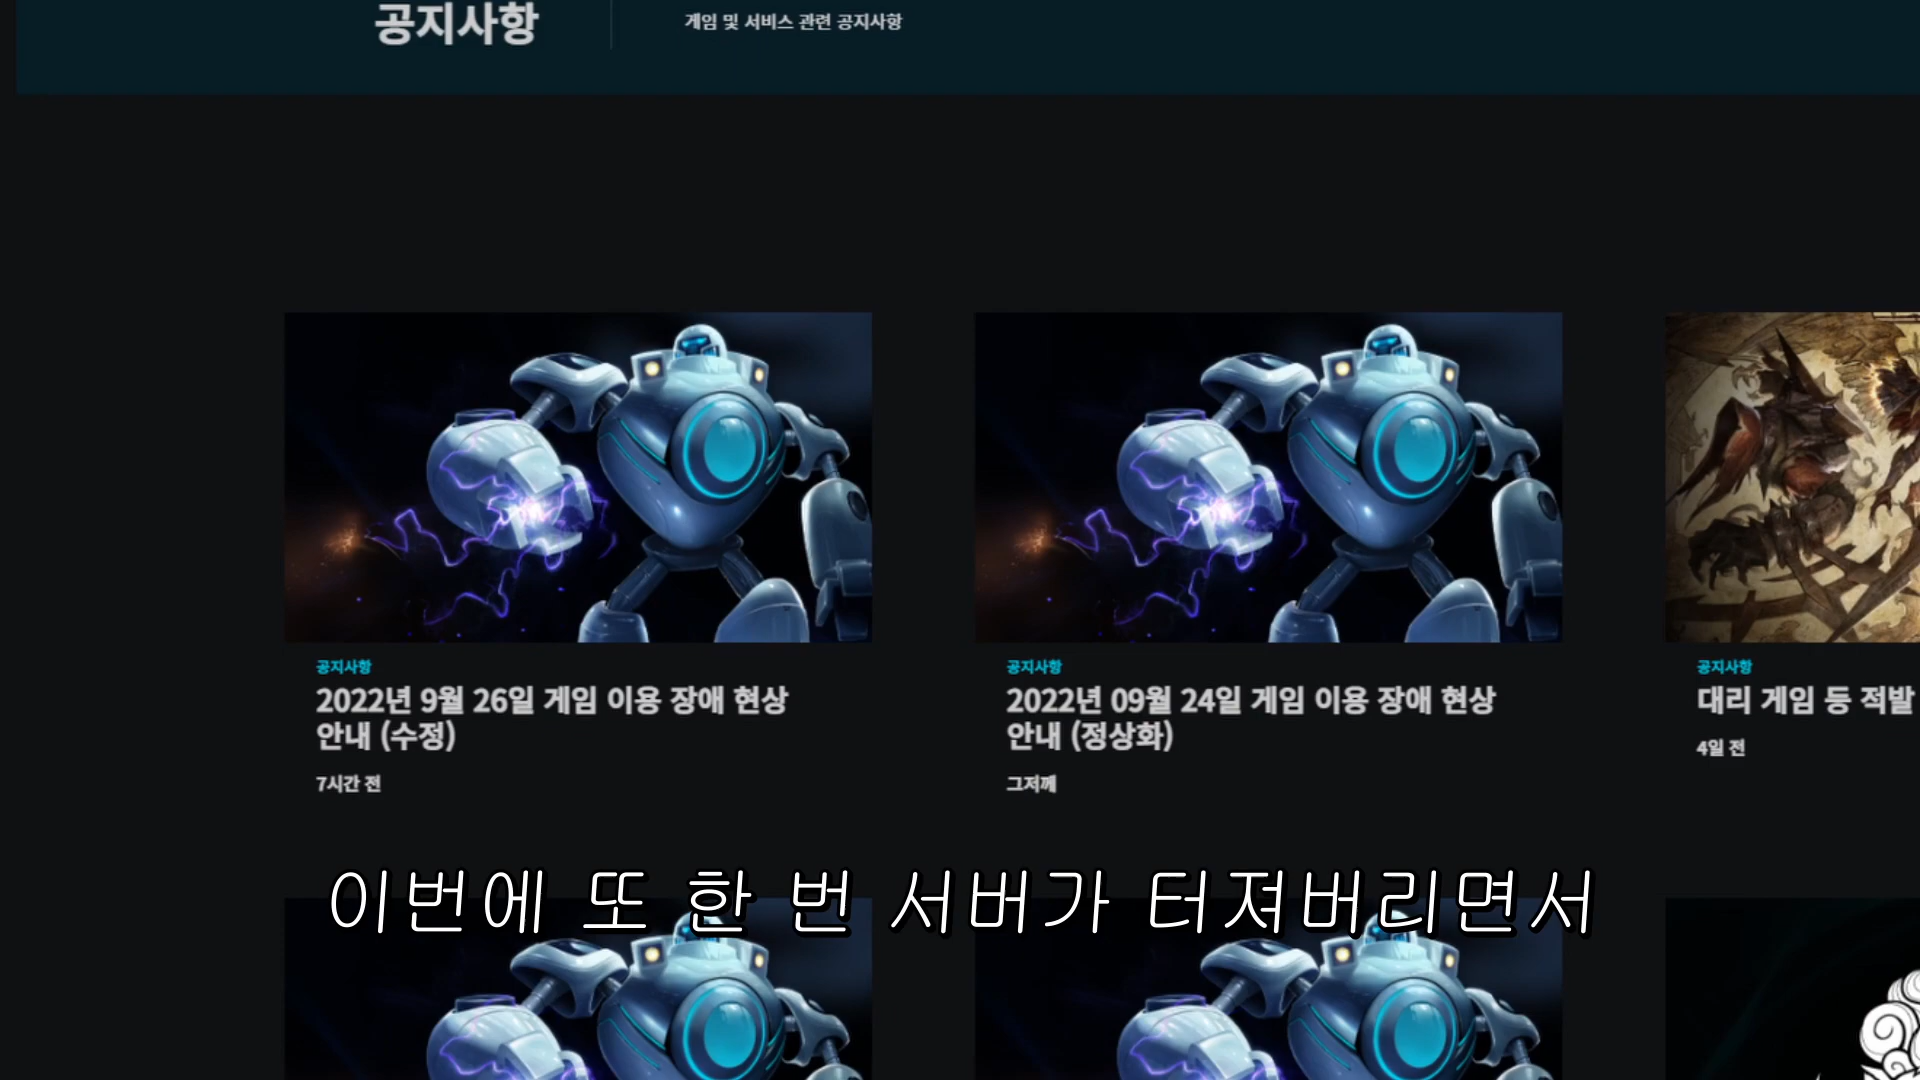 공지사항
게임 및 서비스 관련 공지사항
공지사항
2022년 9월 26일 게임 이용 장애 현상
안내 (수정)
7시간 전
공지사항
2022년 09월 24일 게임 이용 장애 현상
안내 (정상화)
그저께
공지사항
대리 게임 등 적발
4일 전
이번에 또 한 번 서버가 터져버리면서